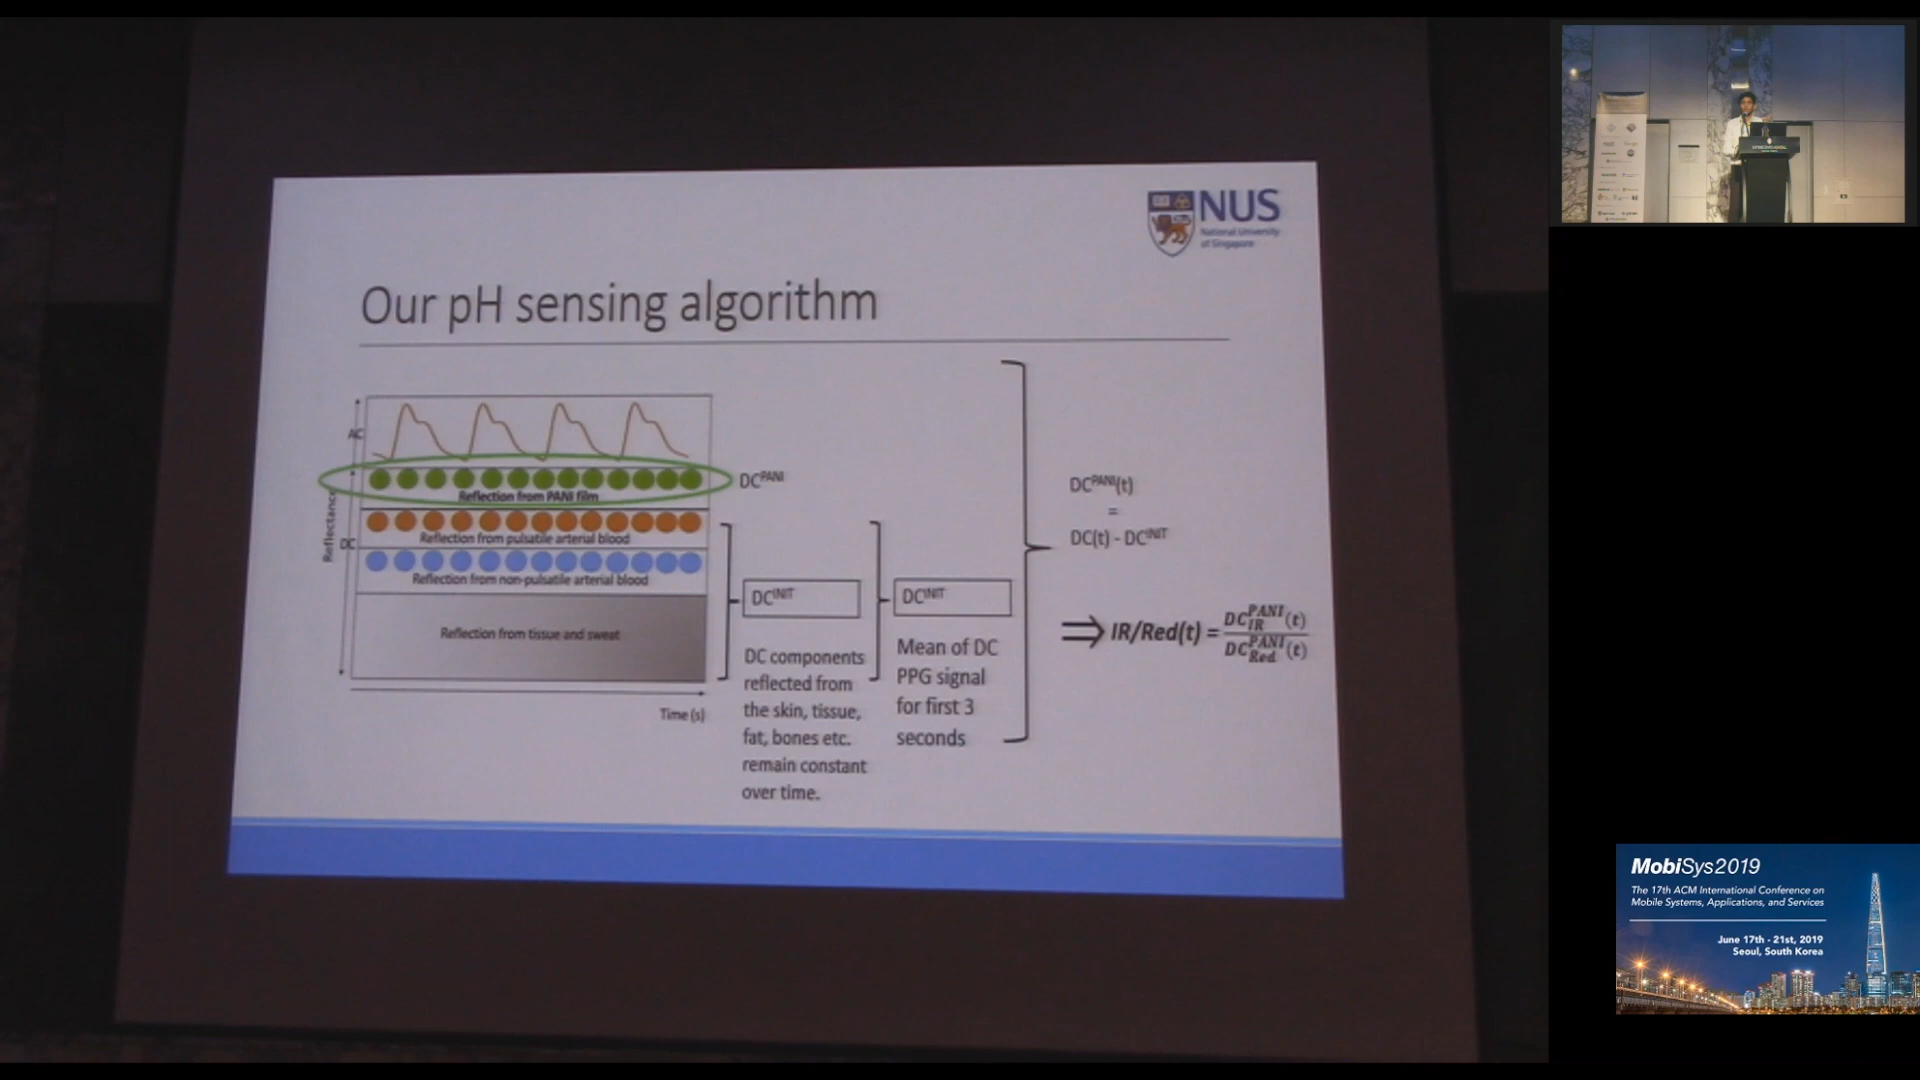 NUS
National University
of Singapore
Our pH sensing algorithm
AC
Reflection from PANI film
DC^PANI
Reflectance
Reflection from pulsatile arterial blood
DC
Reflection from non-pulsatile arterial blood
Reflection from tissue and sweat
Time (s)
DC^INIT
DC components
reflected from
the skin, tissue,
fat, bones etc.
remain constant
over time.
DC^INIT
Mean of DC
PPG signal
for first 3
seconds
DC^PANI(t)
=
DC(t) - DC^INIT
⇒ IR/Red(t) = DC^PANI_IR(t) / DC^PANI_Red(t)
MobiSys2019
The 17th ACM International Conference on
Mobile Systems, Applications, and Services
June 17th - 21st, 2019
Seoul, South Korea